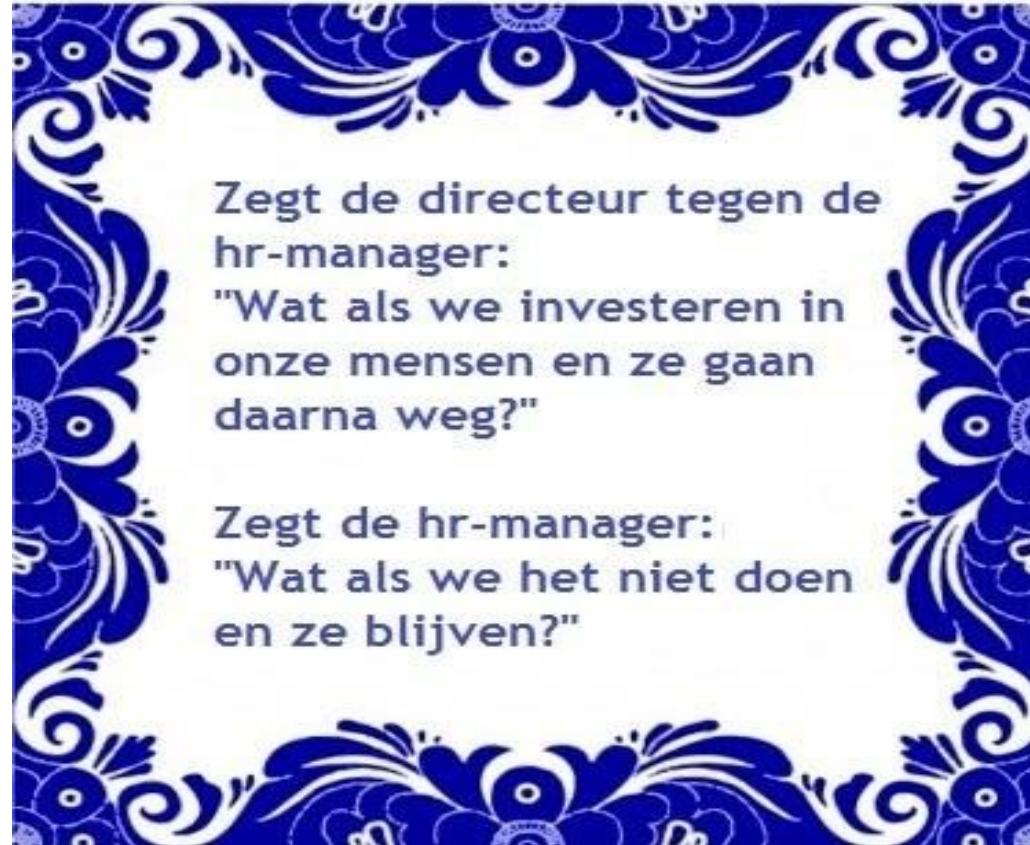 Zegt de directeur tegen de
hr-manager:
"Wat als we investeren in
onze mensen en ze gaan
daarna weg?"
Zegt de hr-manager:
"Wat als we het niet doen
en ze blijven?"